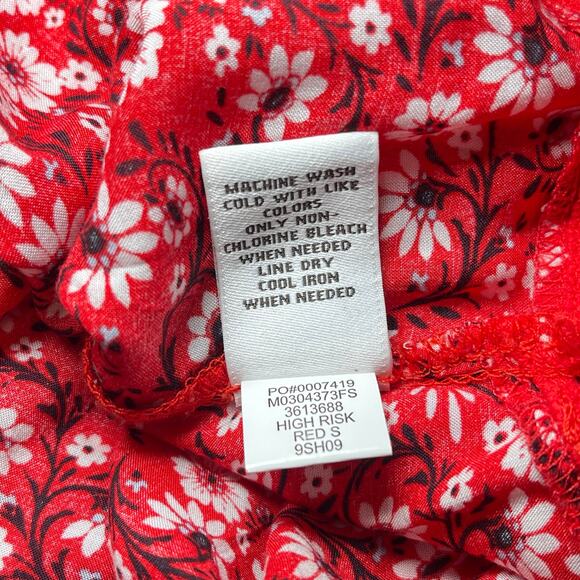 MACHINE WASH
COLD WITH LIKE
COLORS
ONLY NON-
CHLORINE BLEACH
WHEN NEEDED
LINE DRY
COOL IRON
WHEN NEEDED
PO#0007419
M0304373FS
3613688
HIGH RISK
RED S
9SH09